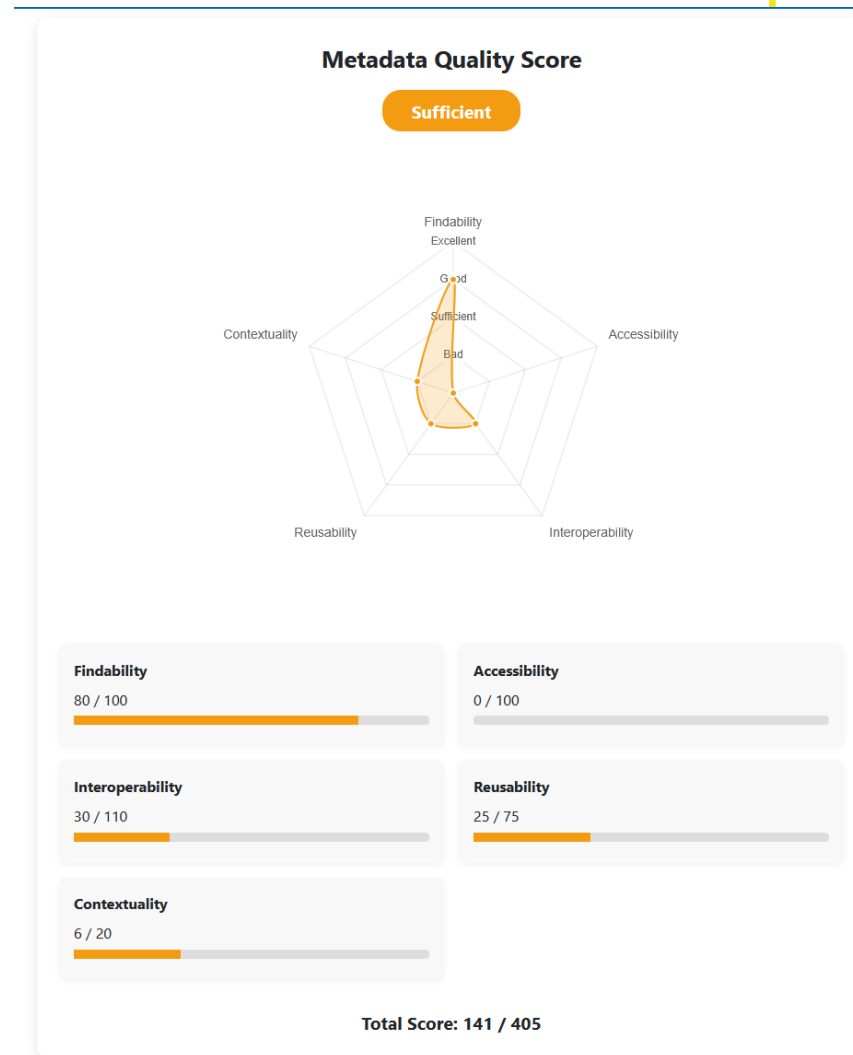 Metadata Quality Score
Sufficient
Findability
Excellent
Good
Sufficient
Bad
Contextuality
Accessibility
Reusability
Interoperability
Findability
80 / 100
Accessibility
0 / 100
Interoperability
30 / 110
Reusability
25 / 75
Contextuality
6 / 20
Total Score: 141 / 405